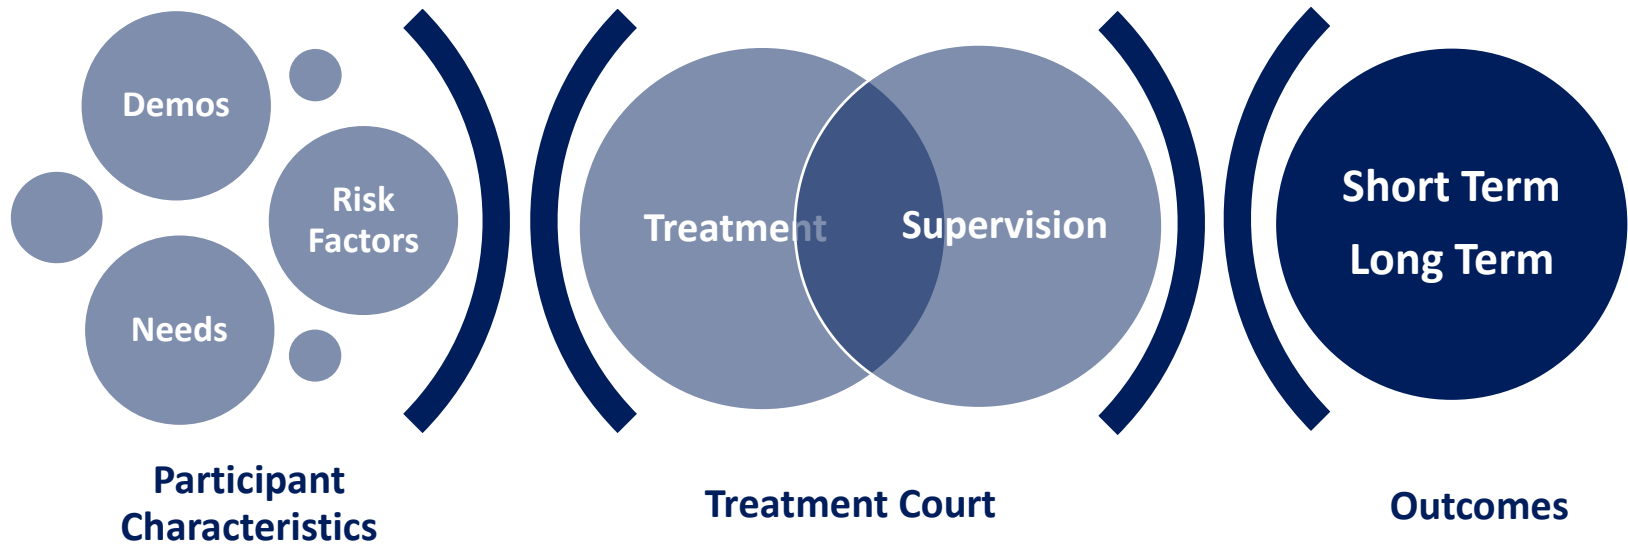 Demos
Risk
Factors
Needs
Treatment
Supervision
Short Term
Long Term
Participant
Characteristics
Treatment Court
Outcomes